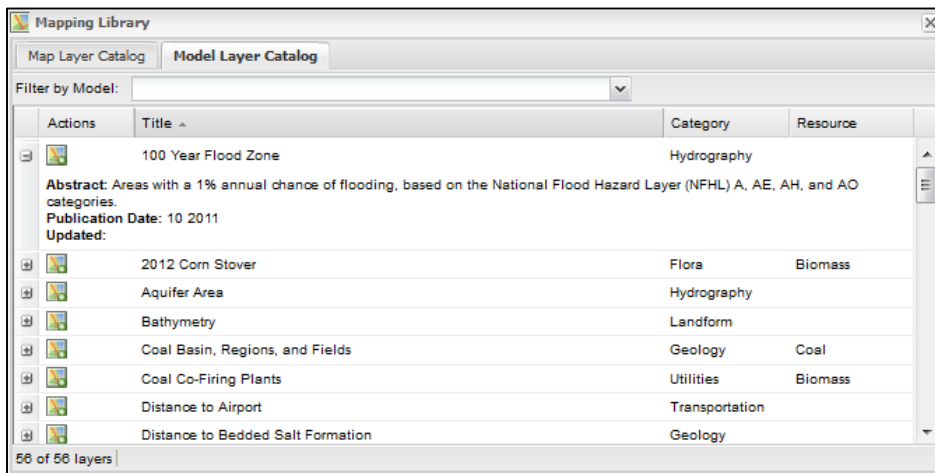 Mapping Library
Map Layer Catalog Model Layer Catalog
Filter by Model:
Actions Title Category Resource
100 Year Flood Zone Hydrography
Abstract: Areas with a 1% annual chance of flooding, based on the National Flood Hazard Layer (NFHL) A, AE, AH, and AO
categories.
Publication Date: 10 2011
Updated:
2012 Corn Stover Flora Biomass
Aquifer Area Hydrography
Bathymetry Landform
Coal Basin, Regions, and Fields Geology Coal
Coal Co-Firing Plants Utilities Biomass
Distance to Airport Transportation
Distance to Bedded Salt Formation Geology
56 of 56 layers